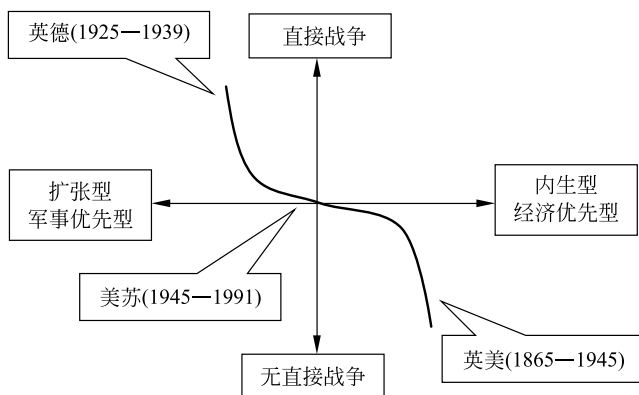 英德(1925—1939)
直接战争
扩张型
军事优先型
内生型
经济优先型
美苏(1945—1991)
英美(1865—1945)
无直接战争